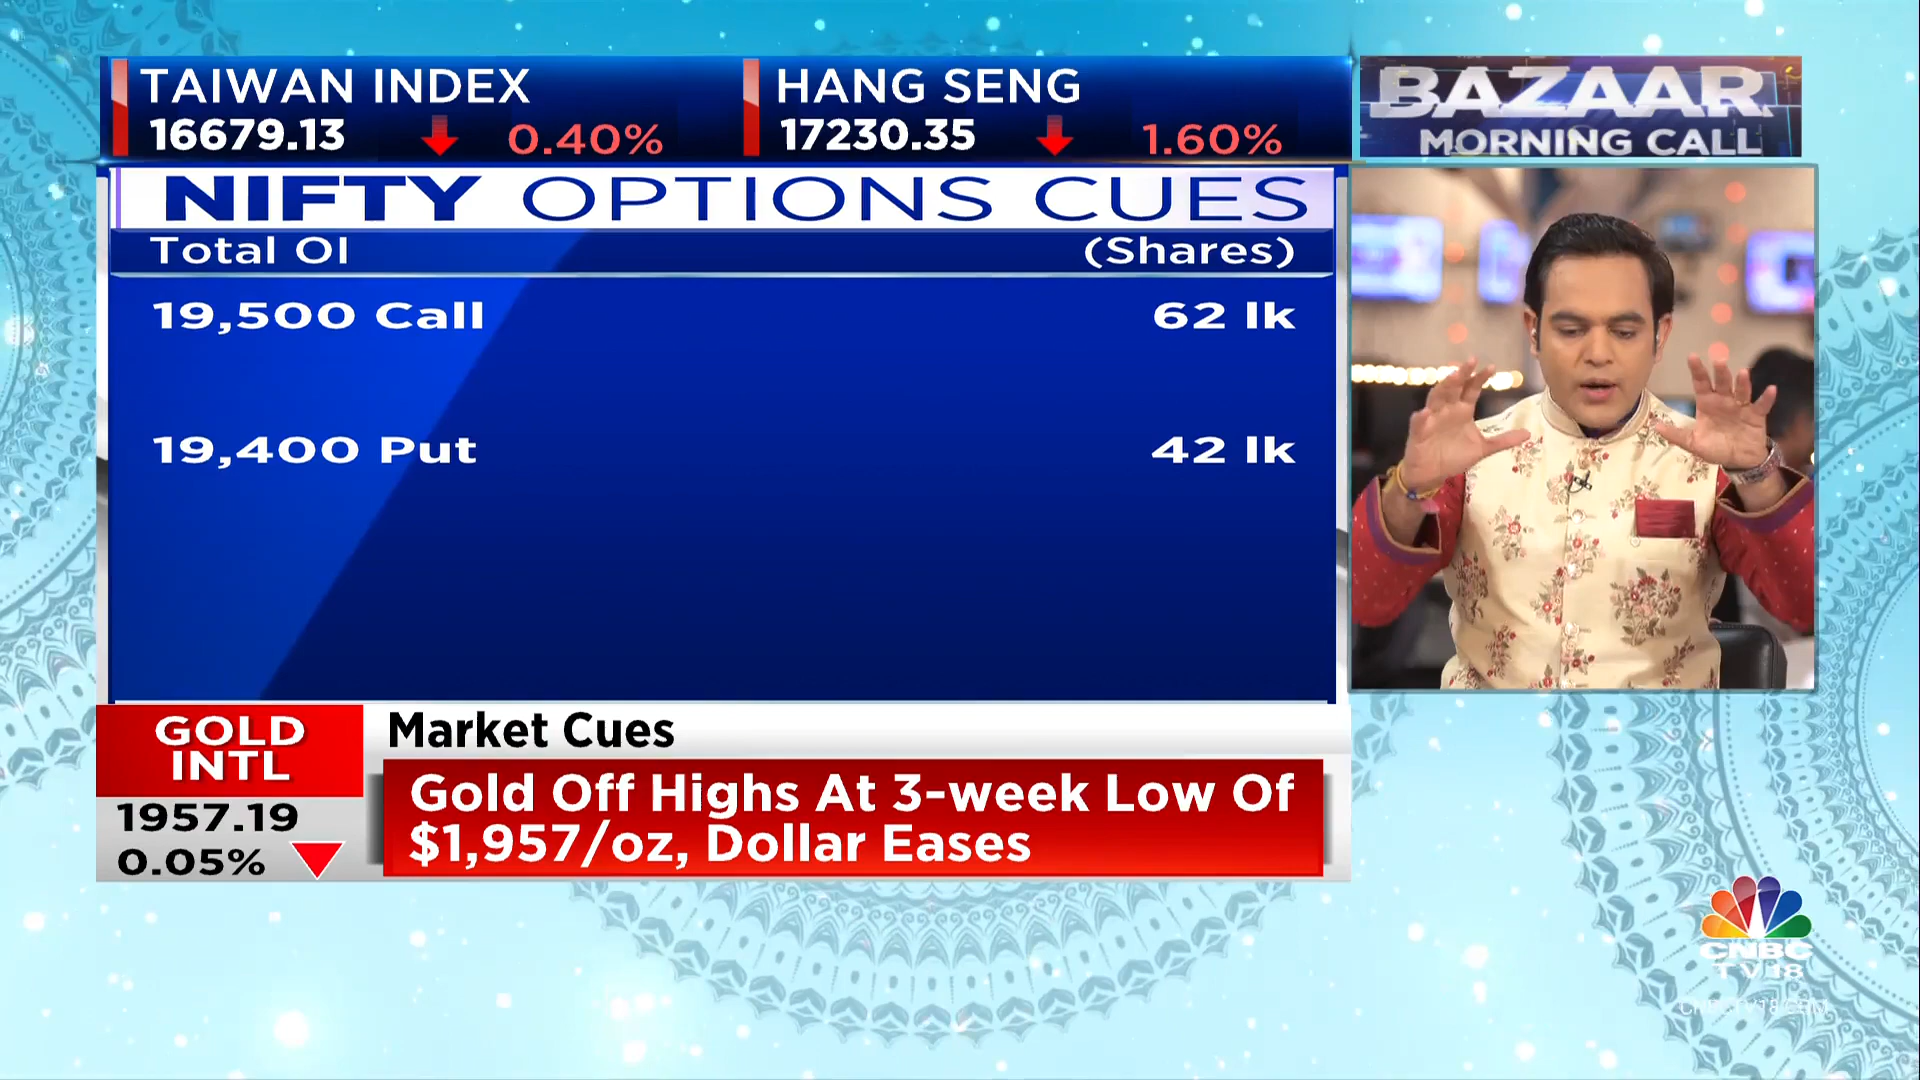 TAIWAN INDEX
16679.13 0.40%
HANG SENG
17230.35 1.60%
BAZAAR
MORNING CALL
NIFTY OPTIONS CUES
Total OI (Shares)
19,500 Call 62 lk
19,400 Put 42 lk
GOLD
INTL
1957.19
0.05%
Market Cues
Gold Off Highs At 3-week Low Of
$1,957/oz, Dollar Eases
CNBC
TV18